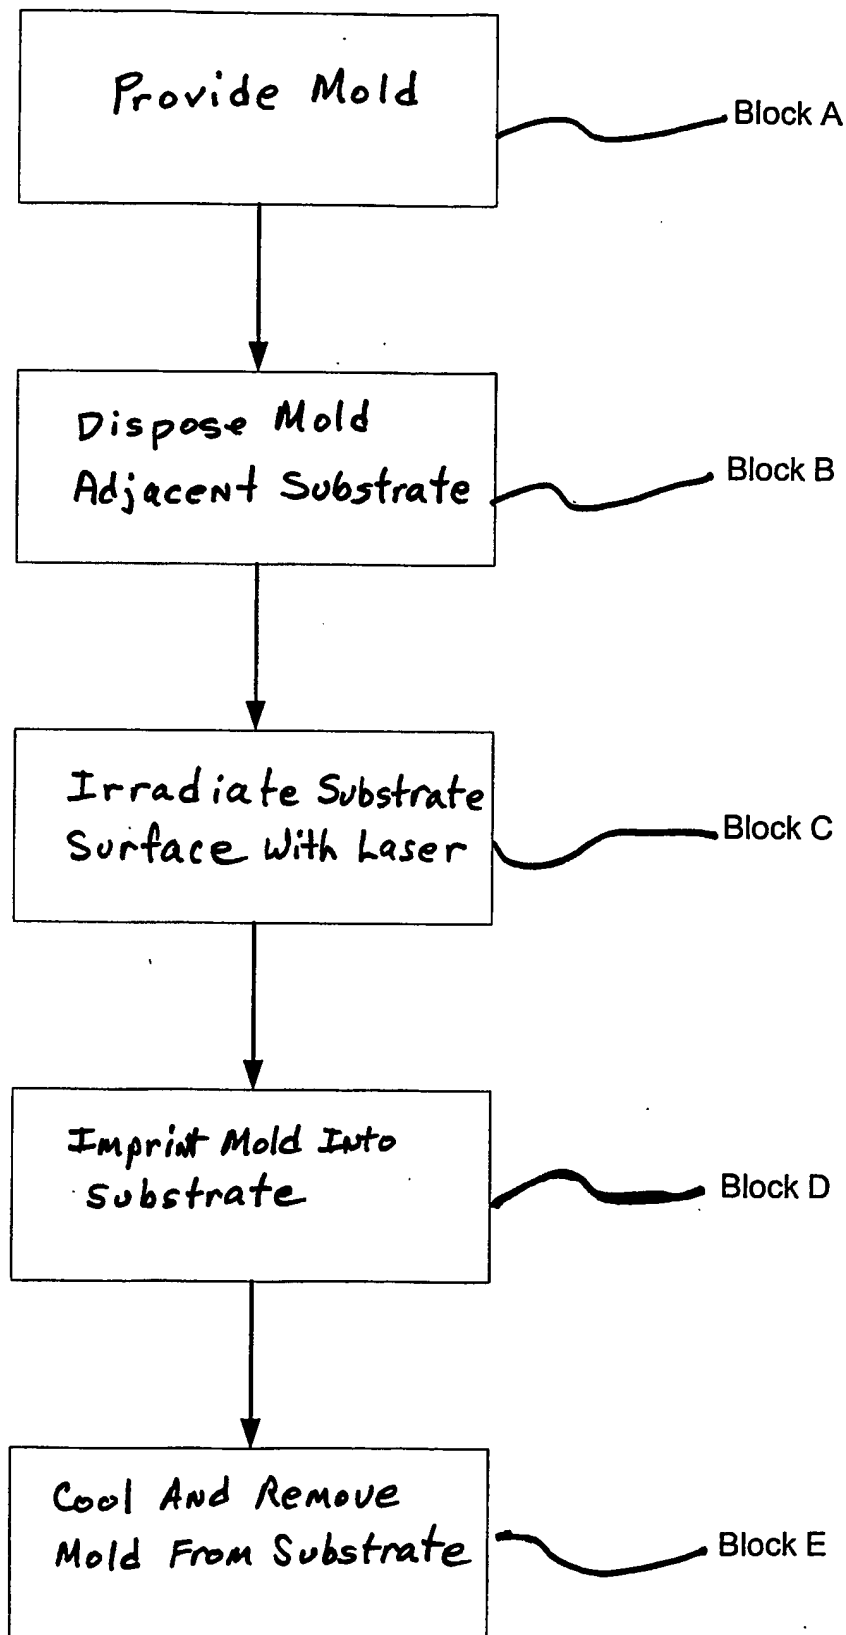 Provide Mold
Block A
Dispose Mold
Adjacent Substrate
Block B
Irradiate Substrate
Surface With Laser
Block C
Imprint Mold Into
Substrate
Block D
Cool And Remove
Mold From Substrate
Block E